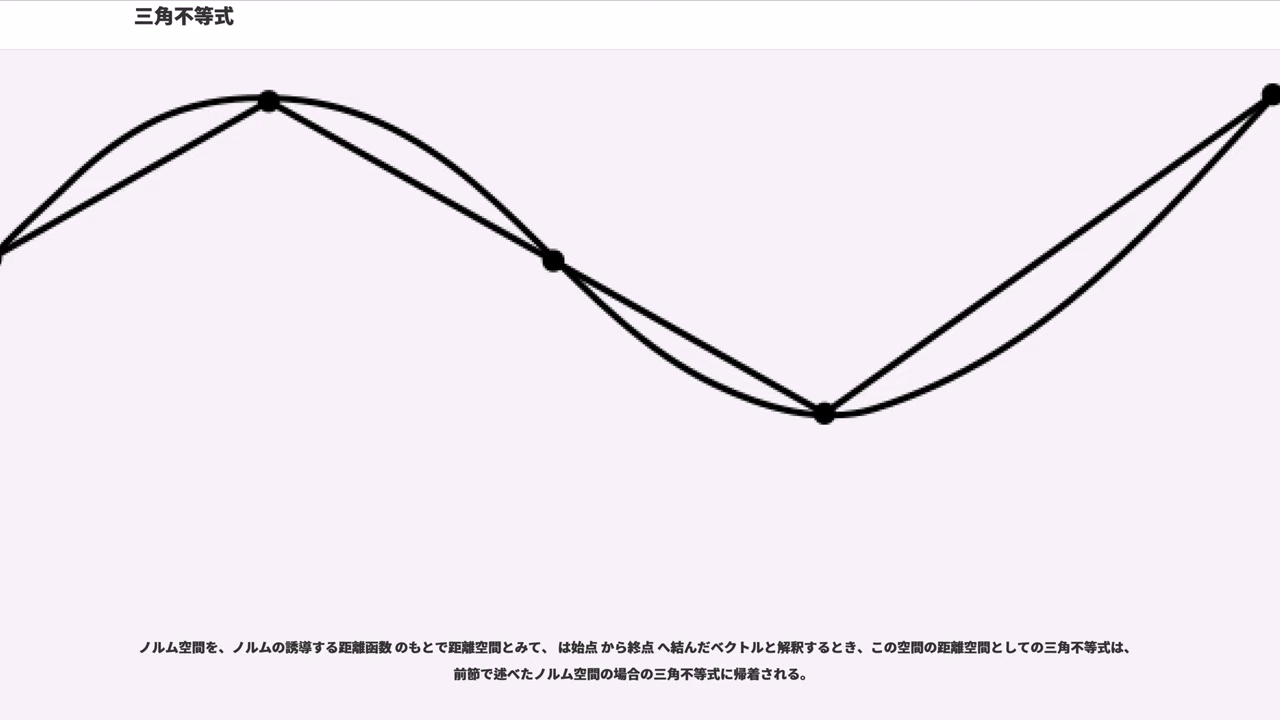 三角不等式
ノルム空間を、ノルムの誘導する距離函数 のもとで距離空間とみて、 は始点 から終点 へ結んだベクトルと解釈するとき、この空間の距離空間としての三角不等式は、
前節で述べたノルム空間の場合の三角不等式に帰着される。